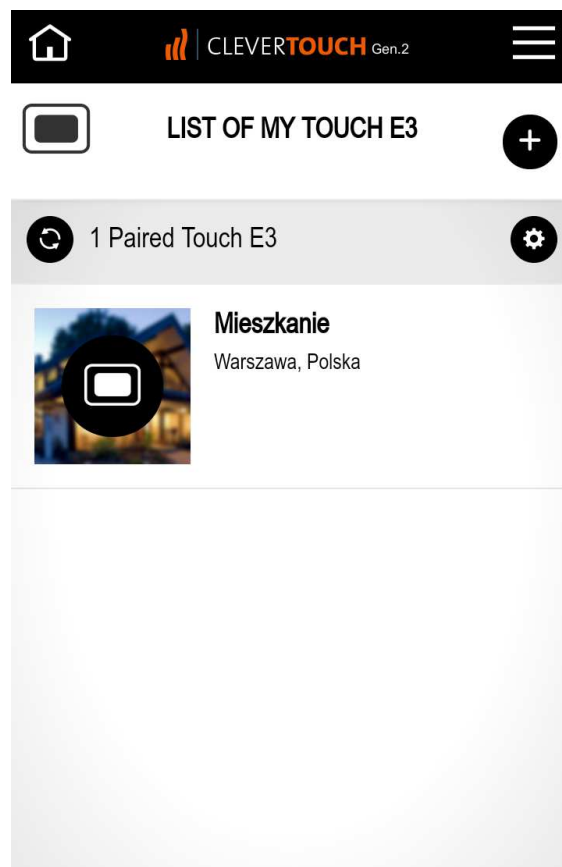 CLEVERTOUCH Gen.2
LIST OF MY TOUCH E3
1 Paired Touch E3
Mieszkanie
Warszawa, Polska